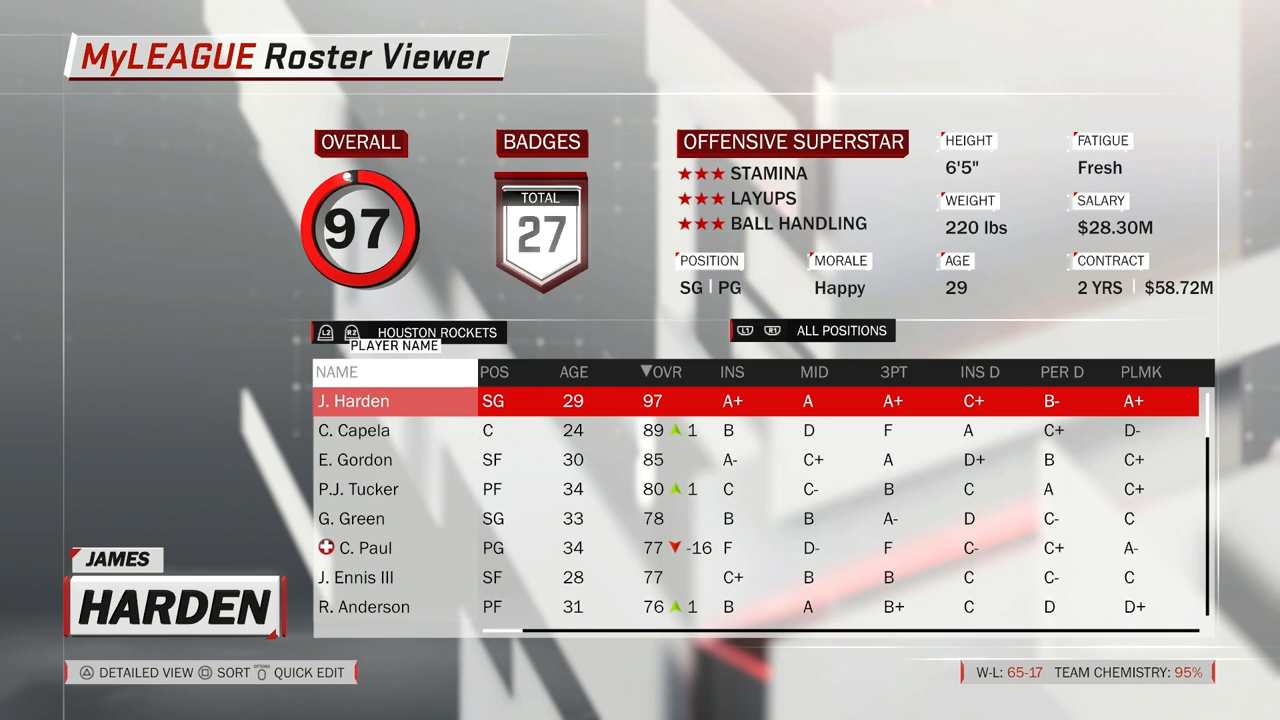 MyLEAGUE Roster Viewer
OVERALL
97
BADGES
TOTAL
27
OFFENSIVE SUPERSTAR
★★★ STAMINA
★★★ LAYUPS
★★★ BALL HANDLING
POSITION
SG | PG
MORALE
Happy
HEIGHT
6'5"
WEIGHT
220 lbs
AGE
29
FATIGUE
Fresh
SALARY
$28.30M
CONTRACT
2 YRS | $58.72M
L2 R2 HOUSTON ROCKETS
L1 R1 ALL POSITIONS
PLAYER NAME
NAME POS AGE ▼OVR INS MID 3PT INS D PER D PLMK
J. Harden SG 29 97 A+ A A+ C+ B- A+
C. Capela C 24 89 ▲ 1 B D F A C+ D-
E. Gordon SF 30 85 A- C+ A D+ B C+
P.J. Tucker PF 34 80 ▲ 1 C C- B C A C+
G. Green SG 33 78 B B A- D C- C
C. Paul PG 34 77 ▼ -16 F D- F C- C+ A-
J. Ennis III SF 28 77 C+ B B C C- C
R. Anderson PF 31 76 ▲ 1 B A B+ C D D+
JAMES
HARDEN
DETAILED VIEW SORT OPTIONS QUICK EDIT
W-L: 65-17 TEAM CHEMISTRY: 95%